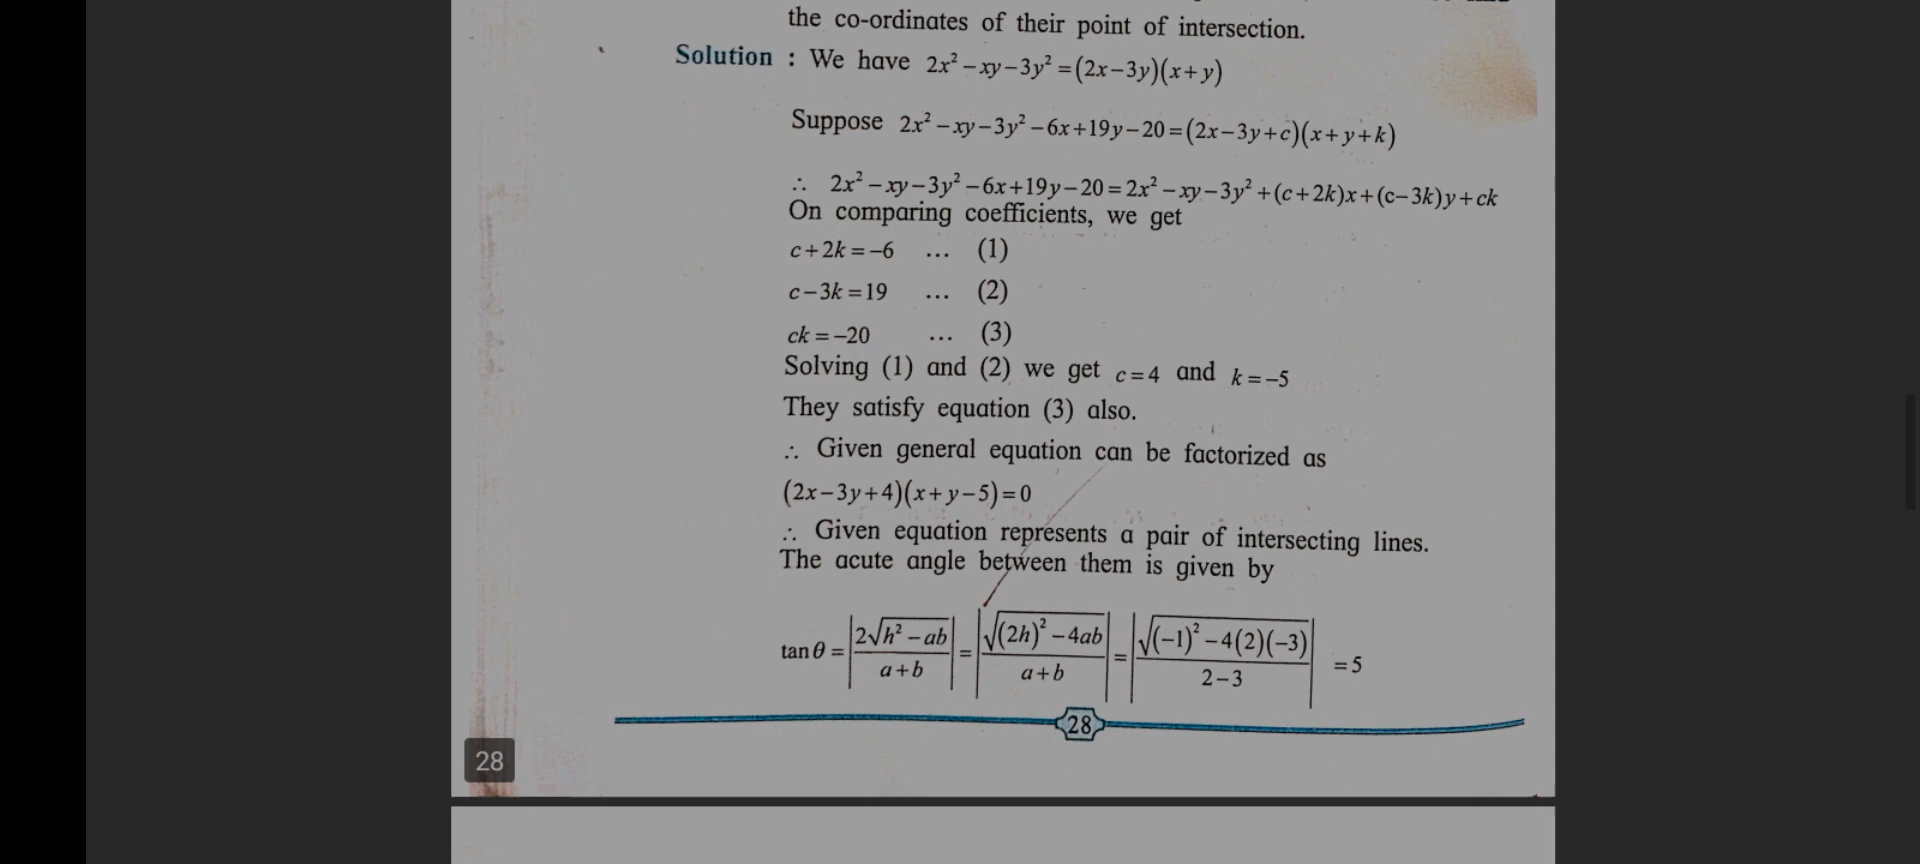 the co-ordinates of their point of intersection.
Solution : We have 2x² – xy – 3y² = (2x – 3y)(x + y)
Suppose 2x² – xy – 3y² – 6x + 19y – 20 = (2x – 3y + c)(x + y + k)
∴ 2x² – xy – 3y² – 6x + 19y – 20 = 2x² – xy – 3y² + (c + 2k)x + (c – 3k)y + ck
On comparing coefficients, we get
c + 2k = –6 ... (1)
c – 3k = 19 ... (2)
ck = –20 ... (3)
Solving (1) and (2) we get c = 4 and k = –5
They satisfy equation (3) also.
∴ Given general equation can be factorized as
(2x – 3y + 4)(x + y – 5) = 0
∴ Given equation represents a pair of intersecting lines.
The acute angle between them is given by
tan θ = |2√(h² – ab) / (a + b)| = |√((2h)² – 4ab) / (a + b)| = |√((–1)² – 4(2)(–3)) / (2 – 3)| = 5
28
28